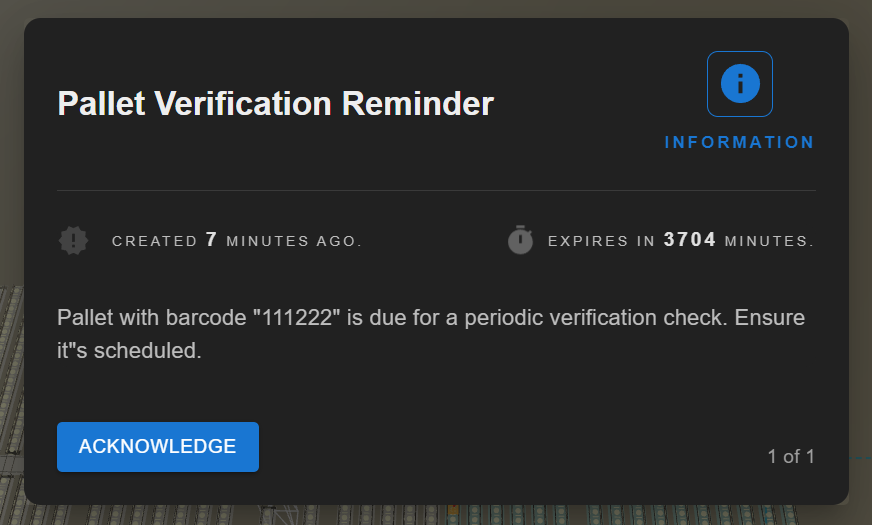 Pallet Verification Reminder
INFORMATION
CREATED 7 MINUTES AGO.
EXPIRES IN 3704 MINUTES.
Pallet with barcode "111222" is due for a periodic verification check. Ensure
it"s scheduled.
ACKNOWLEDGE
1 of 1